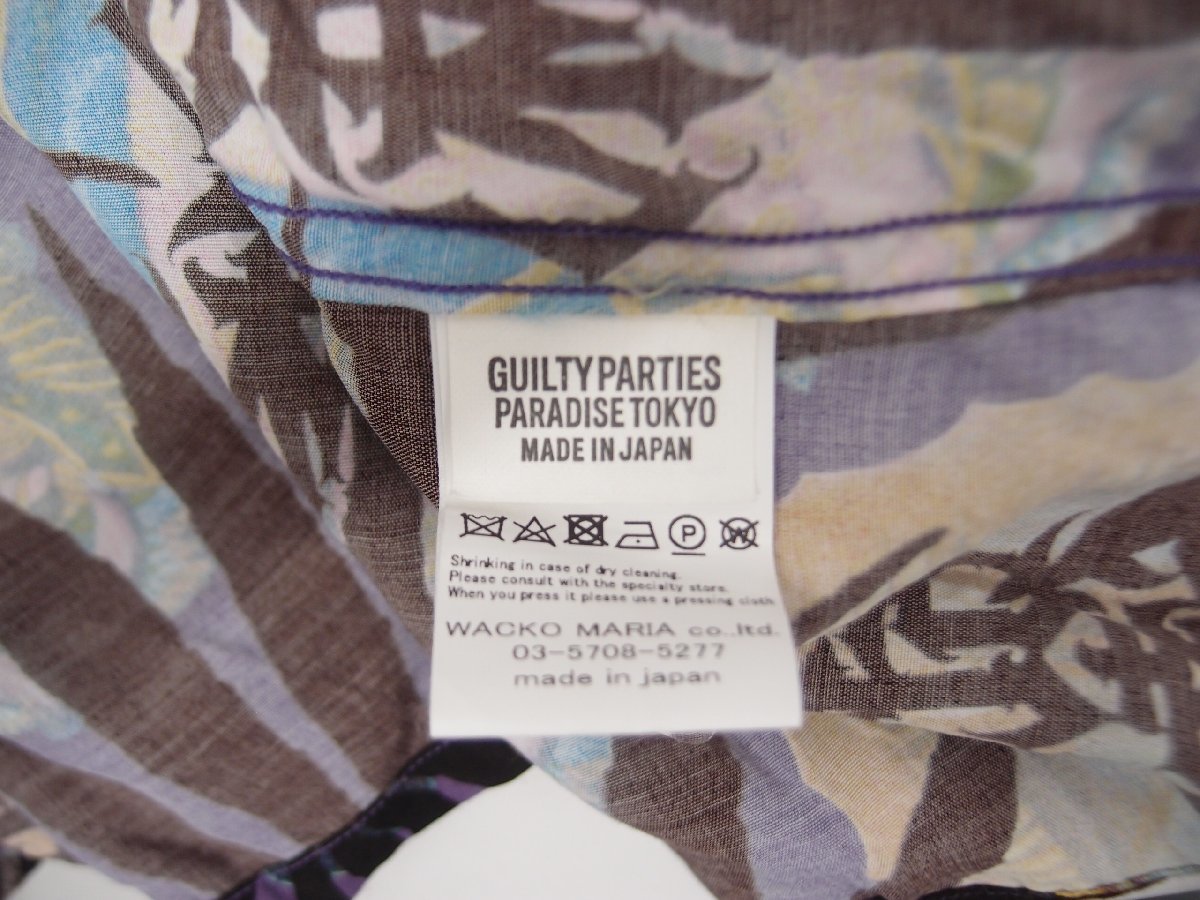 GUILTY PARTIES
PARADISE TOKYO
MADE IN JAPAN
P W
Shrinking in case of dry cleaning.
Please consult with the specialty store.
When you press it please use a pressing cloth
WACKO MARIA co.,ltd.
03-5708-5277
made in japan